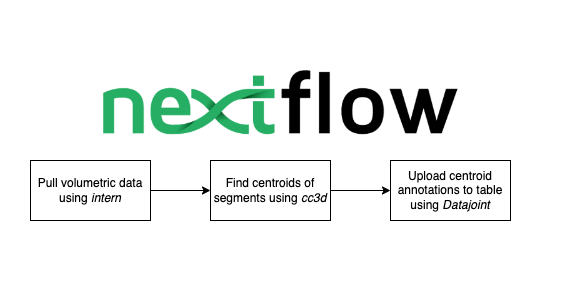 nextflow
Pull volumetric data
using intern
Find centroids of
segments using cc3d
Upload centroid
annotations to table
using Datajoint